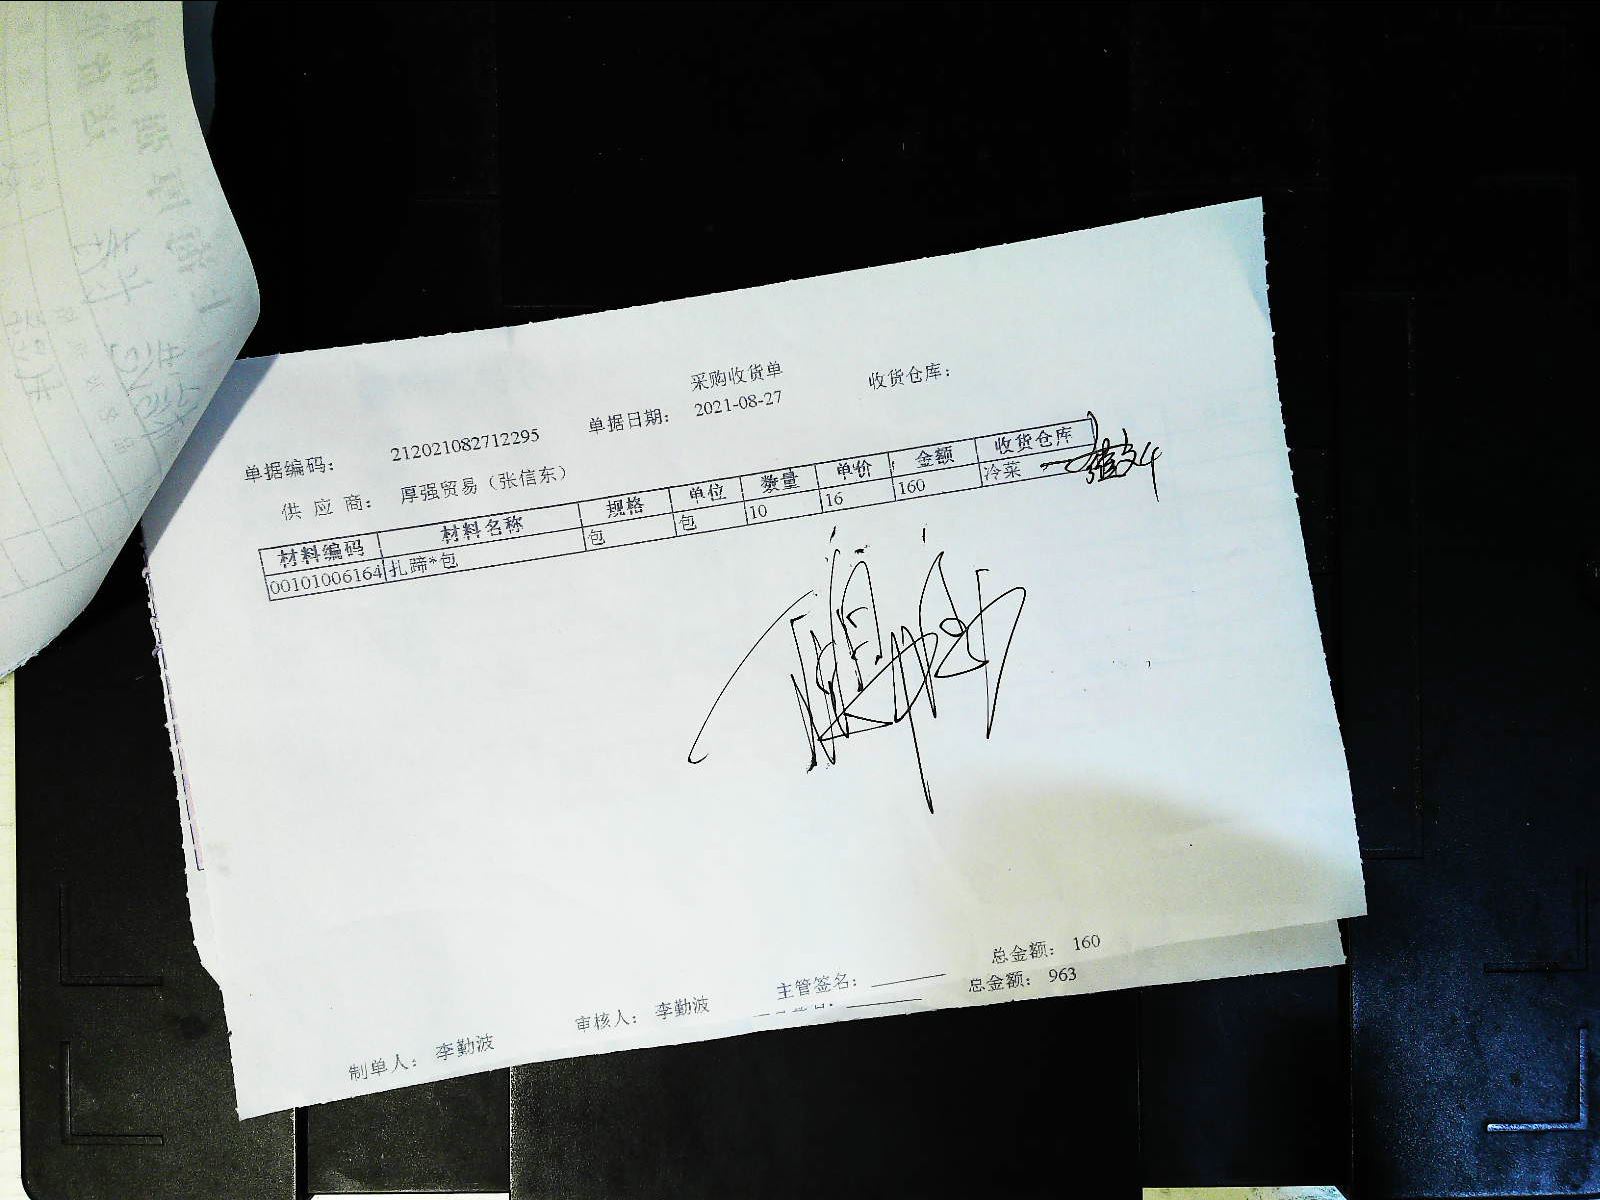 采购收货单
单据编码： 212021082712295 单据日期： 2021-08-27 收货仓库：
供 应 商： 厚强贸易（张信东）
材料编码 材料名称 规格 单位 数量 单价 金额 收货仓库
00101006164 扎蹄*包 包 包 10 16 160 冷菜
总金额： 160
制单人： 李勤波 审核人： 李勤波 主管签名：
总金额： 963